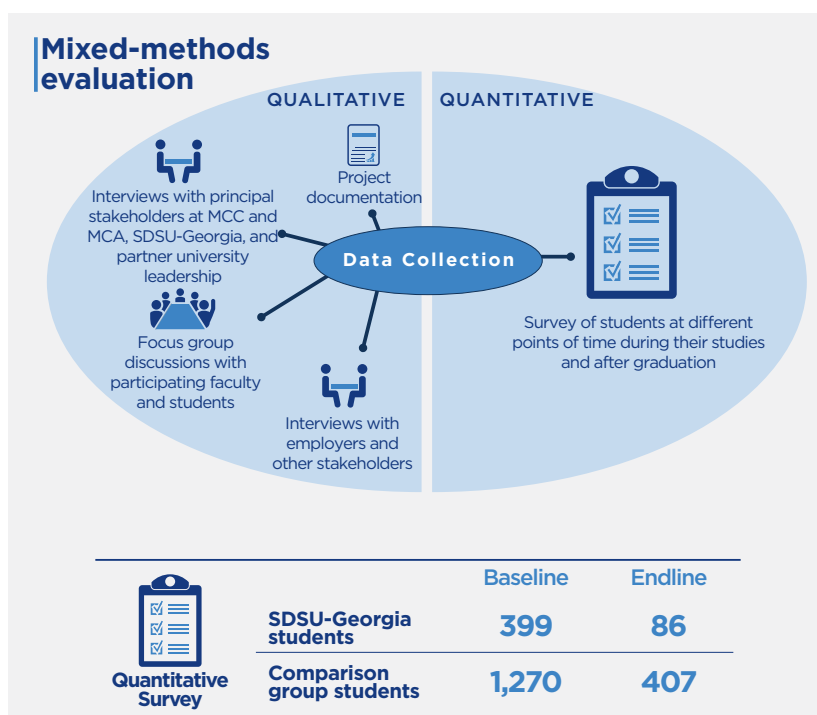 Mixed-methods
evaluation
QUALITATIVE
QUANTITATIVE
Interviews with principal
stakeholders at MCC and
MCA, SDSU-Georgia, and
partner university
leadership
Project
documentation
Data Collection
Focus group
discussions with
participating faculty
and students
Interviews with
employers and
other stakeholders
Survey of students at different
points of time during their studies
and after graduation
Baseline
Endline
Quantitative
Survey
SDSU-Georgia
students
399
86
Comparison
group students
1,270
407